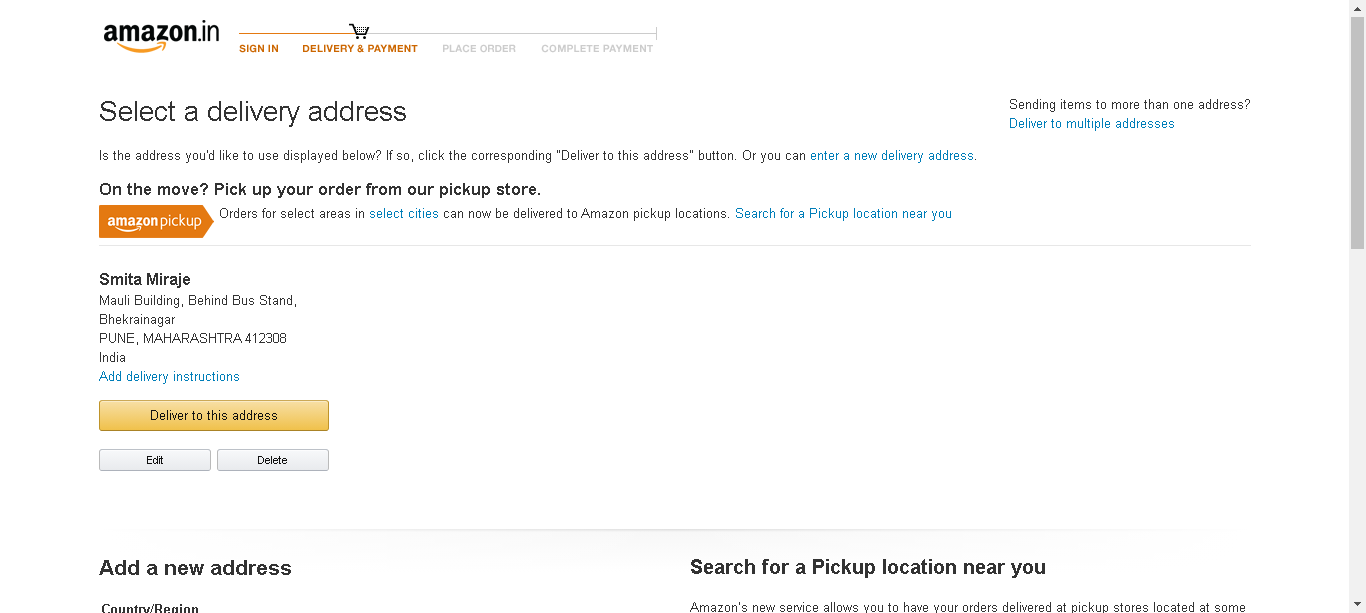 amazon.in
SIGN IN DELIVERY & PAYMENT PLACE ORDER COMPLETE PAYMENT
Select a delivery address
Sending items to more than one address?
Deliver to multiple addresses
Is the address you'd like to use displayed below? If so, click the corresponding "Deliver to this address" button. Or you can enter a new delivery address.
On the move? Pick up your order from our pickup store.
amazon pickup Orders for select areas in select cities can now be delivered to Amazon pickup locations. Search for a Pickup location near you
Smita Miraje
Mauli Building, Behind Bus Stand,
Bhekrainagar
PUNE, MAHARASHTRA 412308
India
Add delivery instructions
Deliver to this address
Edit Delete
Add a new address
Country/Region
Search for a Pickup location near you
Amazon's new service allows you to have your orders delivered at pickup stores located at some